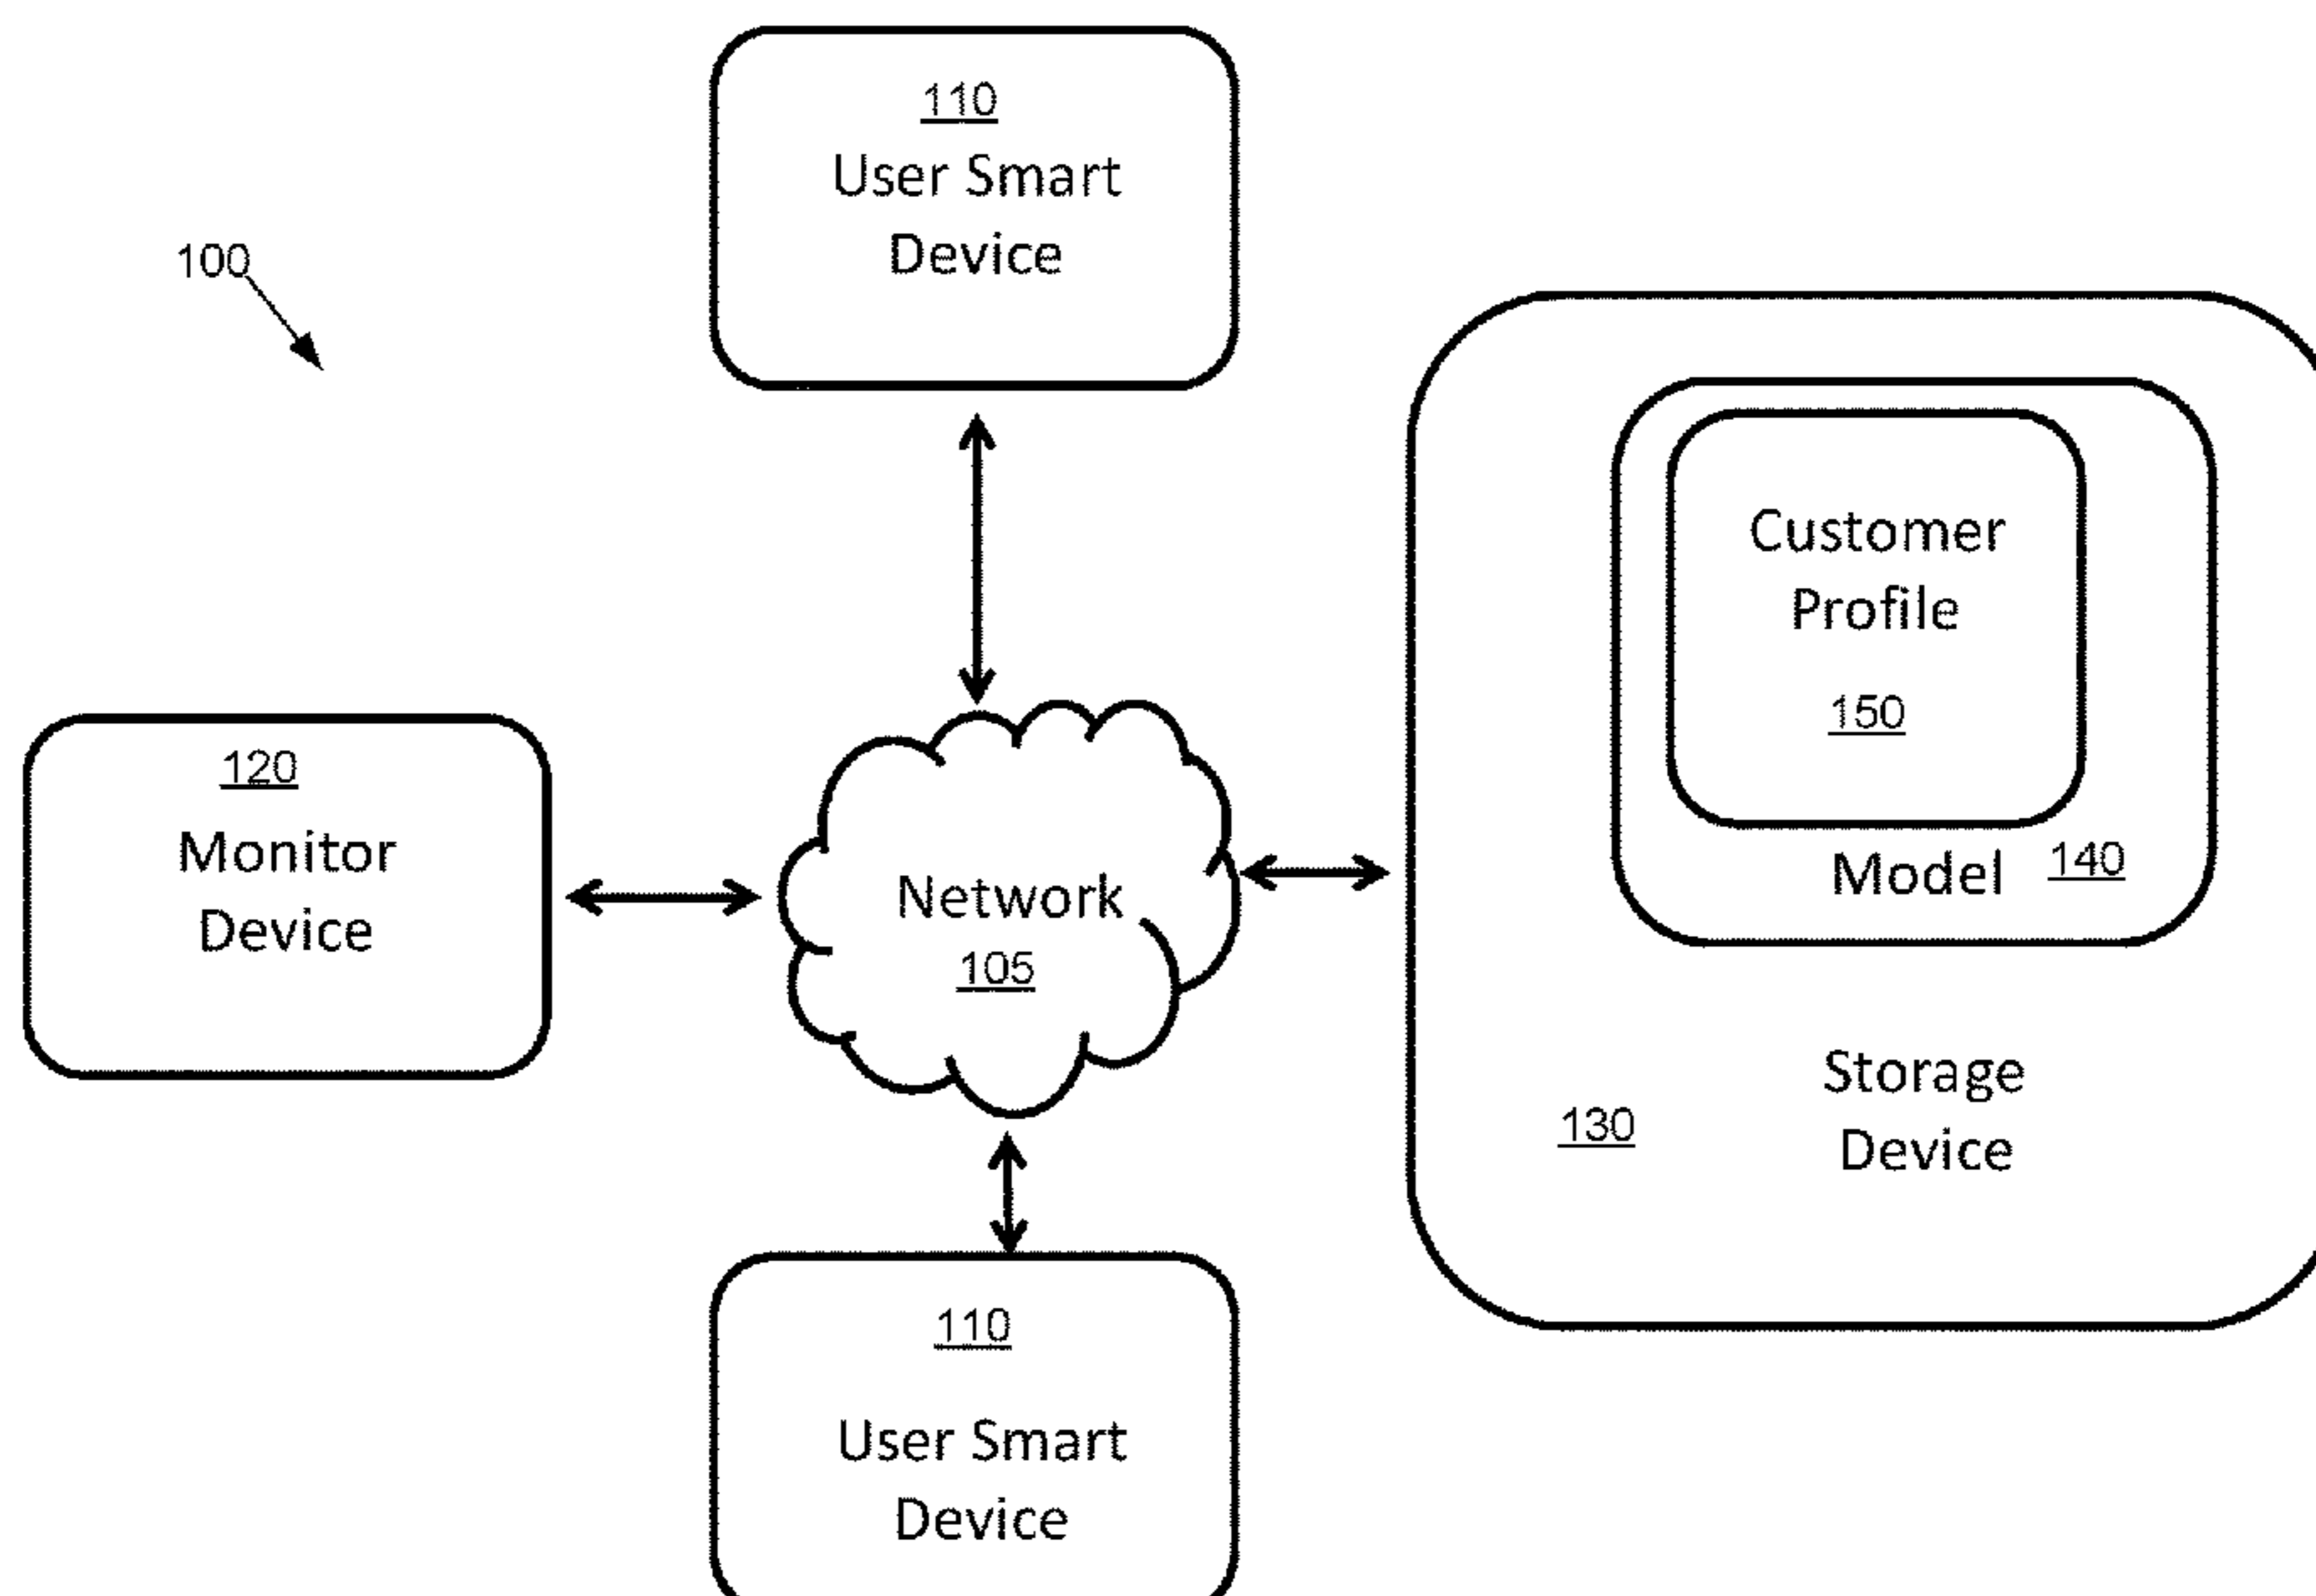 110
User Smart
Device
100
Customer
Profile
150
Model 140
120
Monitor
Device
Network
105
Storage
Device
130
110
User Smart
Device